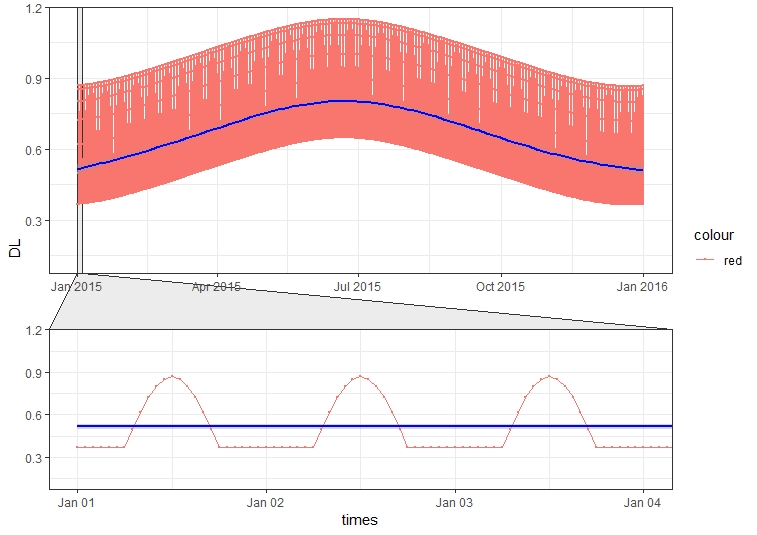 1.2
0.9
0.6
0.3
DL
Jan 2015
Apr 2015
Jul 2015
Oct 2015
Jan 2016
colour
red
1.2
0.9
0.6
0.3
Jan 01
Jan 02
Jan 03
Jan 04
times